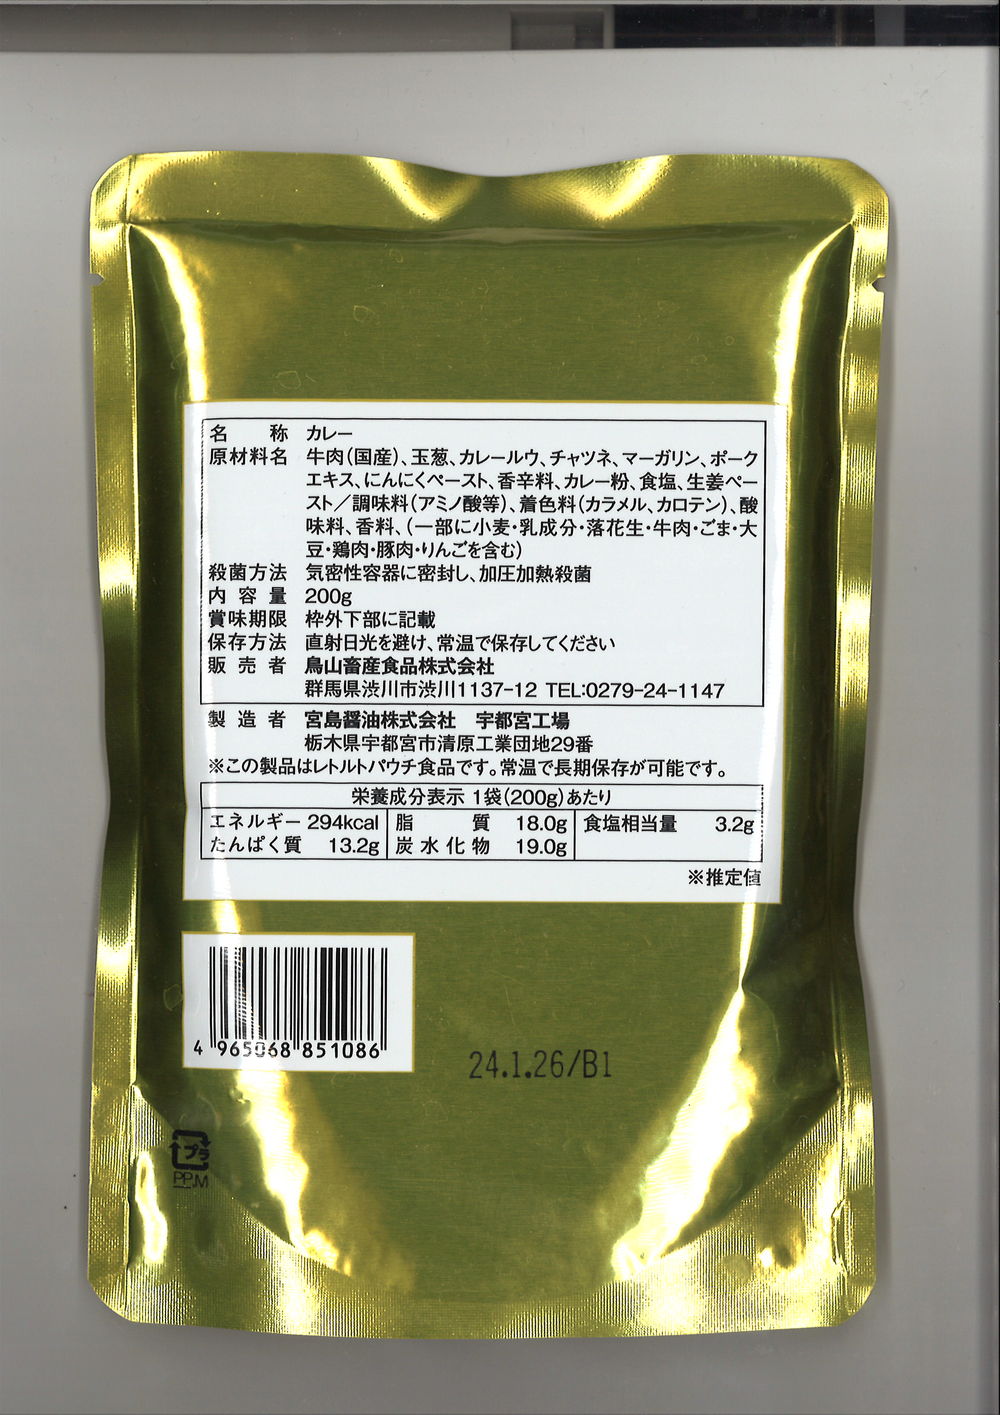 名称 カレー
原材料名 牛肉(国産)、玉葱、カレールウ、チャツネ、マーガリン、ポーク
エキス、にんにくペースト、香辛料、カレー粉、食塩、生姜ペー
スト／調味料(アミノ酸等)、着色料(カラメル、カロテン)、酸
味料、香料、(一部に小麦・乳成分・落花生・牛肉・ごま・大
豆・鶏肉・豚肉・りんごを含む)
殺菌方法 気密性容器に密封し、加圧加熱殺菌
内容量 200g
賞味期限 枠外下部に記載
保存方法 直射日光を避け、常温で保存してください
販売者 鳥山畜産食品株式会社
群馬県渋川市渋川1137-12 TEL:0279-24-1147
製造者 宮島醤油株式会社 宇都宮工場
栃木県宇都宮市清原工業団地29番
※この製品はレトルトパウチ食品です。常温で長期保存が可能です。
栄養成分表示 1袋(200g)あたり
エネルギー 294kcal 脂質 18.0g 食塩相当量 3.2g
たんぱく質 13.2g 炭水化物 19.0g
※推定値
4 965068 851086
24.1.26/B1
プラ
PP,M